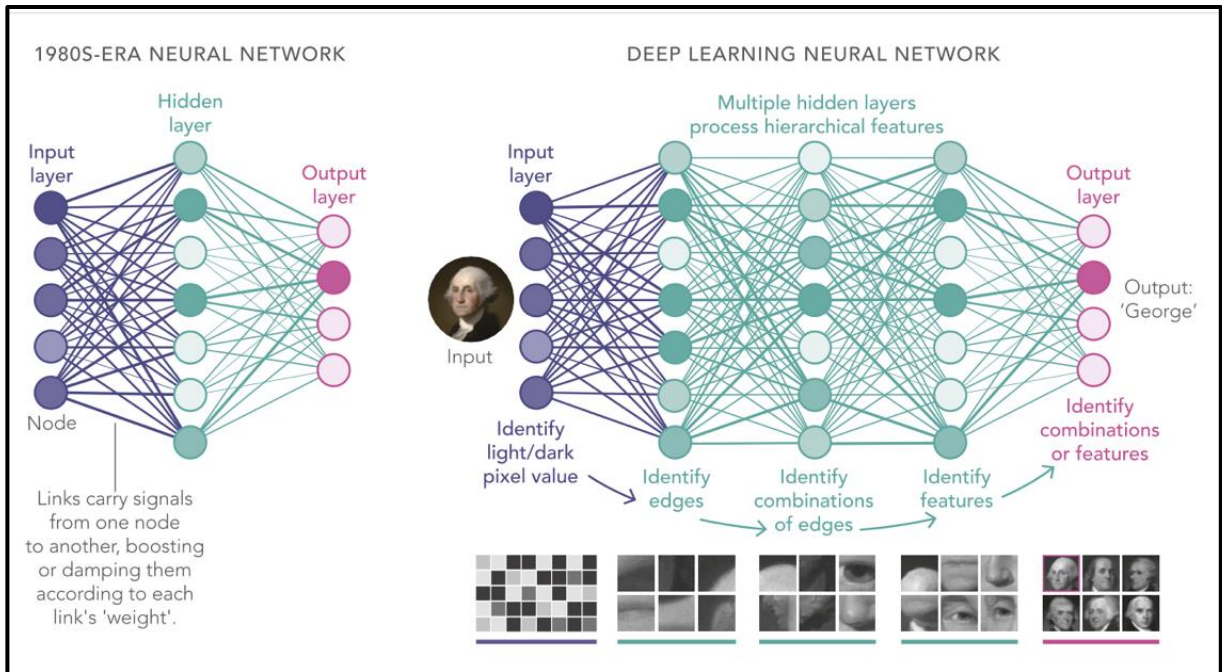 1980S-ERA NEURAL NETWORK
Hidden
layer
Input
layer
Output
layer
Node
Links carry signals
from one node
to another, boosting
or damping them
according to each
link's 'weight'.
DEEP LEARNING NEURAL NETWORK
Multiple hidden layers
process hierarchical features
Input
layer
Output
layer
Input
Output:
'George'
Identify
light/dark
pixel value
Identify
edges
Identify
combinations
of edges
Identify
features
Identify
combinations
or features